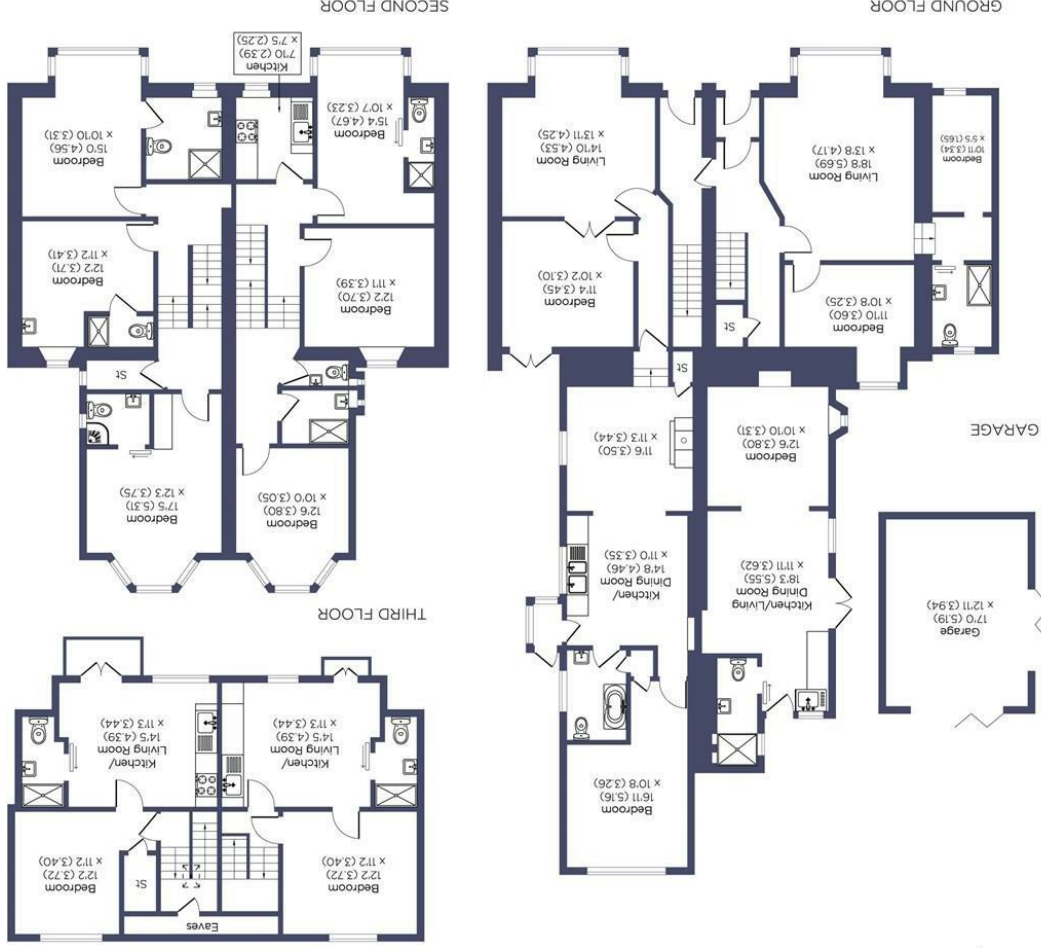 Garage
17'0 (5.19)
x 12'11 (3.94)
GARAGE
Bedroom
16'11 (5.16)
x 10'8 (3.26)
Kitchen/Living
Dining Room
18'3 (5.55)
x 11'11 (3.62)
Kitchen/
Dining Room
14'8 (4.46)
x 11'0 (3.35)
Bedroom
12'6 (3.80)
x 10'10 (3.31)
11'6 (3.50)
x 11'3 (3.44)
St
Bedroom
11'10 (3.60)
x 10'8 (3.25)
St
Bedroom
11'4 (3.45)
x 10'2 (3.10)
Bedroom
10'11 (3.34)
x 5'5 (1.65)
Living Room
18'8 (5.69)
x 13'8 (4.17)
Living Room
14'10 (4.53)
x 13'11 (4.25)
GROUND FLOOR
Eaves
Bedroom
12'2 (3.72)
x 11'2 (3.40)
St
Bedroom
12'2 (3.72)
x 11'2 (3.40)
Kitchen/
Living Room
14'5 (4.39)
x 11'3 (3.44)
Kitchen/
Living Room
14'5 (4.39)
x 11'3 (3.44)
THIRD FLOOR
Bedroom
12'6 (3.80)
x 10'0 (3.05)
Bedroom
17'5 (5.31)
x 12'3 (3.75)
St
Bedroom
12'2 (3.70)
x 11'1 (3.39)
Bedroom
12'2 (3.71)
x 11'2 (3.41)
Bedroom
15'4 (4.67)
x 10'7 (3.23)
Kitchen
7'10 (2.39)
x 7'5 (2.25)
Bedroom
15'0 (4.56)
x 10'10 (3.31)
SECOND FLOOR